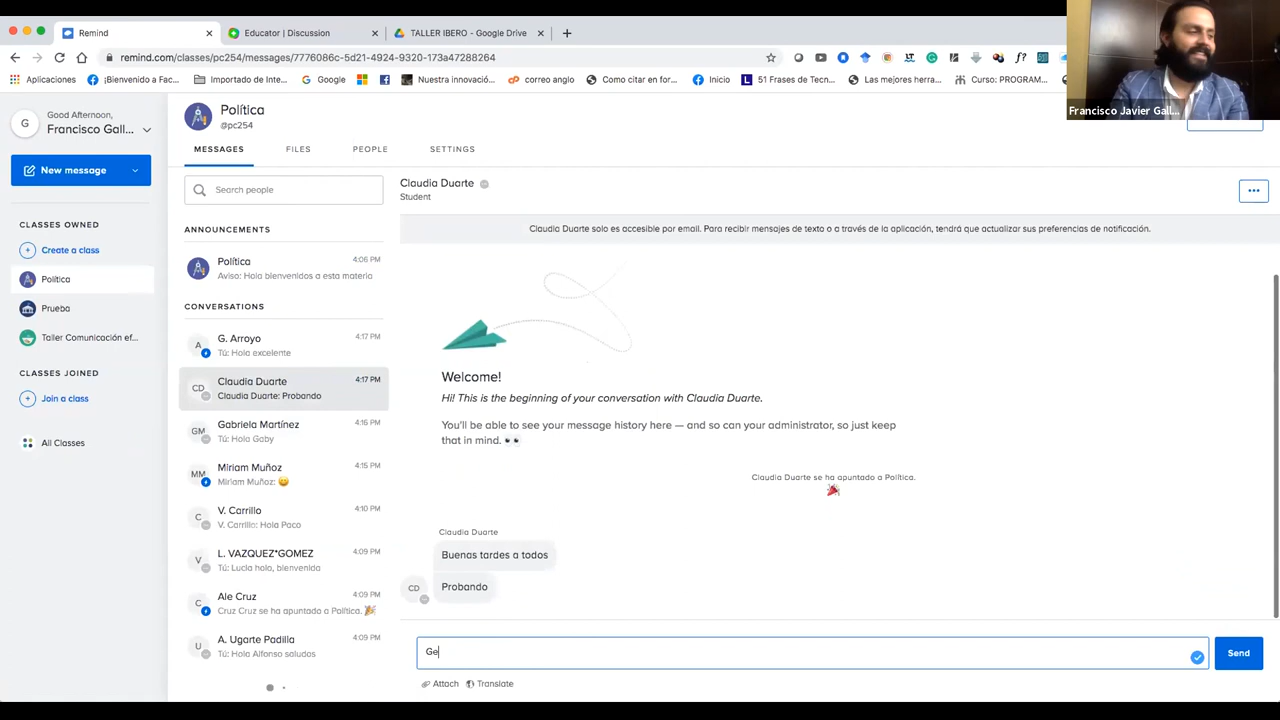 Remind
Educator | Discussion
TALLER IBERO - Google Drive
remind.com/classes/pc254/messages/7776086c-5d21-4924-9320-173a47288264
Aplicaciones
¡Bienvenido a Fac...
Importado de Inte...
Google
Nuestra innovació...
correo anglo
Como citar en for...
Inicio
51 Frases de Tecn...
Las mejores herra...
Curso: PROGRAM...
Francisco Javier Gall...
G
Good Afternoon,
Francisco Gall...
New message
CLASSES OWNED
Create a class
Política
Prueba
Taller Comunicación ef...
CLASSES JOINED
Join a class
All Classes
Política
@pc254
MESSAGES
FILES
PEOPLE
SETTINGS
Search people
ANNOUNCEMENTS
Política 4:06 PM
Aviso: Hola bienvenidos a esta materia
CONVERSATIONS
A
G. Arroyo 4:17 PM
Tú: Hola excelente
CD
Claudia Duarte 4:17 PM
Claudia Duarte: Probando
GM
Gabriela Martínez 4:16 PM
Tú: Hola Gaby
MM
Miriam Muñoz 4:15 PM
Miriam Muñoz: 😀
C
V. Carrillo 4:10 PM
V. Carrillo: Hola Paco
V
L. VAZQUEZ*GOMEZ 4:09 PM
Tú: Lucía hola, bienvenida
C
Ale Cruz 4:09 PM
Cruz Cruz se ha apuntado a Política. 🎉
U
A. Ugarte Padilla 4:09 PM
Tú: Hola Alfonso saludos
Claudia Duarte
Student
Claudia Duarte solo es accesible por email. Para recibir mensajes de texto o a través de la aplicación, tendrá que actualizar sus preferencias de notificación.
Welcome!
Hi! This is the beginning of your conversation with Claudia Duarte.
You'll be able to see your message history here — and so can your administrator, so just keep
that in mind. 👀
Claudia Duarte se ha apuntado a Política.
🎉
Claudia Duarte
Buenas tardes a todos
CD
Probando
Ge
Send
Attach
Translate